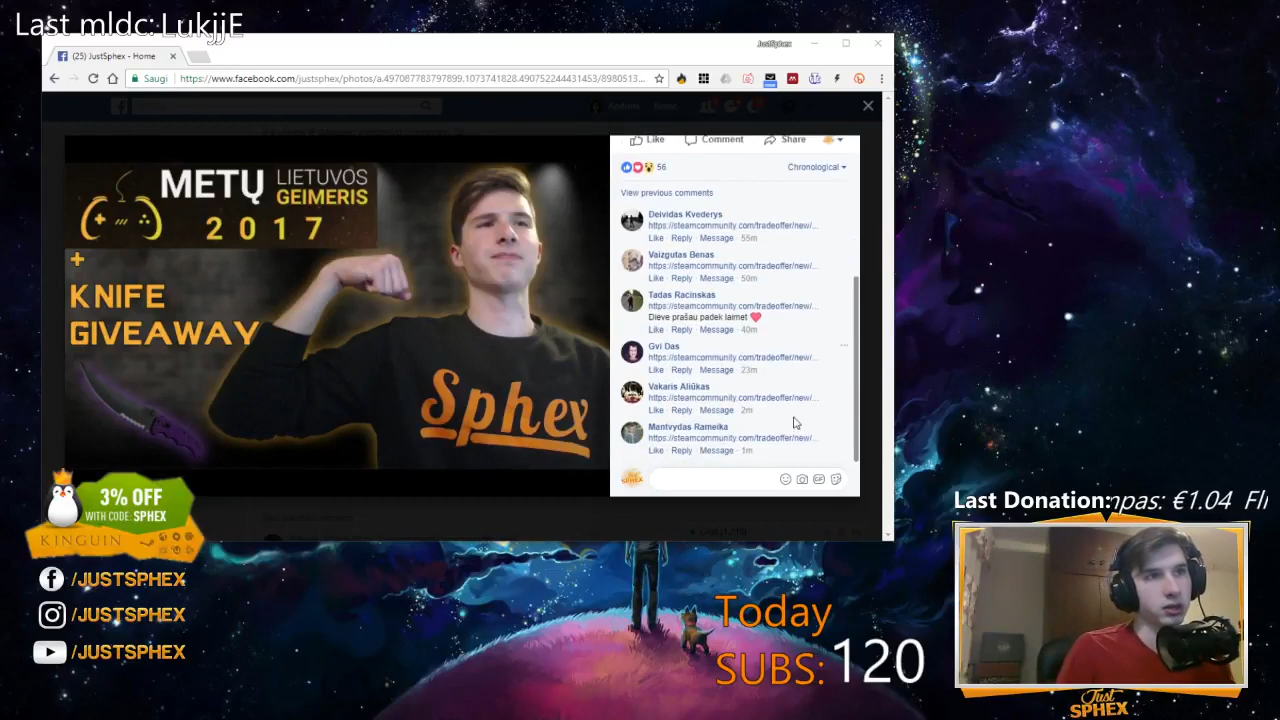 Last mldc: LukjjE
(25) JustSphex - Home
JustSphex
Saugi
https://www.facebook.com/justsphex/photos/a.497087783797899.1073741828.490752244431453/8980513...
METŲ LIETUVOS
GEIMERIS
2017
+
KNIFE
GIVEAWAY
Sphex
Like Comment Share
56
Chronological
View previous comments
Deividas Kvederys
https://steamcommunity.com/tradeoffer/new/...
Like · Reply · Message · 55m
Vaizgutas Benas
https://steamcommunity.com/tradeoffer/new/...
Like · Reply · Message · 50m
Tadas Racinskas
https://steamcommunity.com/tradeoffer/new/...
Dieve prašau padek laimet
Like · Reply · Message · 40m
Gvi Das
https://steamcommunity.com/tradeoffer/new/...
Like · Reply · Message · 23m
Vakaris Aliūkas
https://steamcommunity.com/tradeoffer/new/...
Like · Reply · Message · 2m
Mantvydas Rameika
https://steamcommunity.com/tradeoffer/new/...
Like · Reply · Message · 1m
GIF
3% OFF
WITH CODE: SPHEX
KINGUIN
/JUSTSPHEX
/JUSTSPHEX
/JUSTSPHEX
Today
SUBS: 120
Last Donation: npas: €1.04 Fli
Just
SPHEX